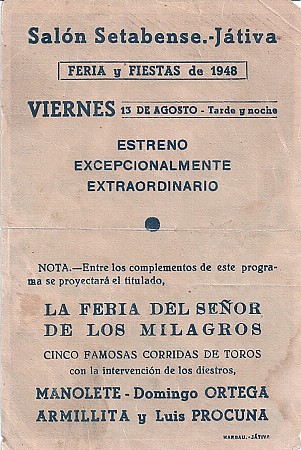 Salón Setabense.-Játiva
FERIA y FIESTAS de 1948
VIERNES 13 DE AGOSTO - Tarde y noche
ESTRENO
EXCEPCIONALMENTE
EXTRAORDINARIO
NOTA.—Entre los complementos de este progra-
ma se proyectará el titulado,
LA FERIA DEL SEÑOR
DE LOS MILAGROS
CINCO FAMOSAS CORRIDAS DE TOROS
con la intervención de los diestros,
MANOLETE - Domingo ORTEGA
ARMILLITA y Luis PROCUNA
MARBAU.-JÁTIVA